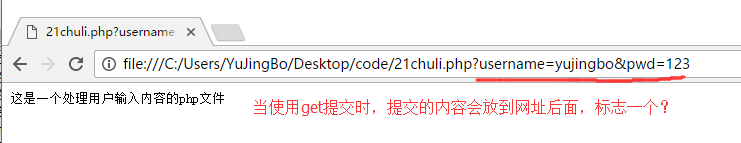 21chuli.php?username
file:///C:/Users/YuJingBo/Desktop/code/21chuli.php?username=yujingbo&pwd=123
这是一个处理用户输入内容的php文件
当使用get提交时，提交的内容会放到网址后面，标志一个？